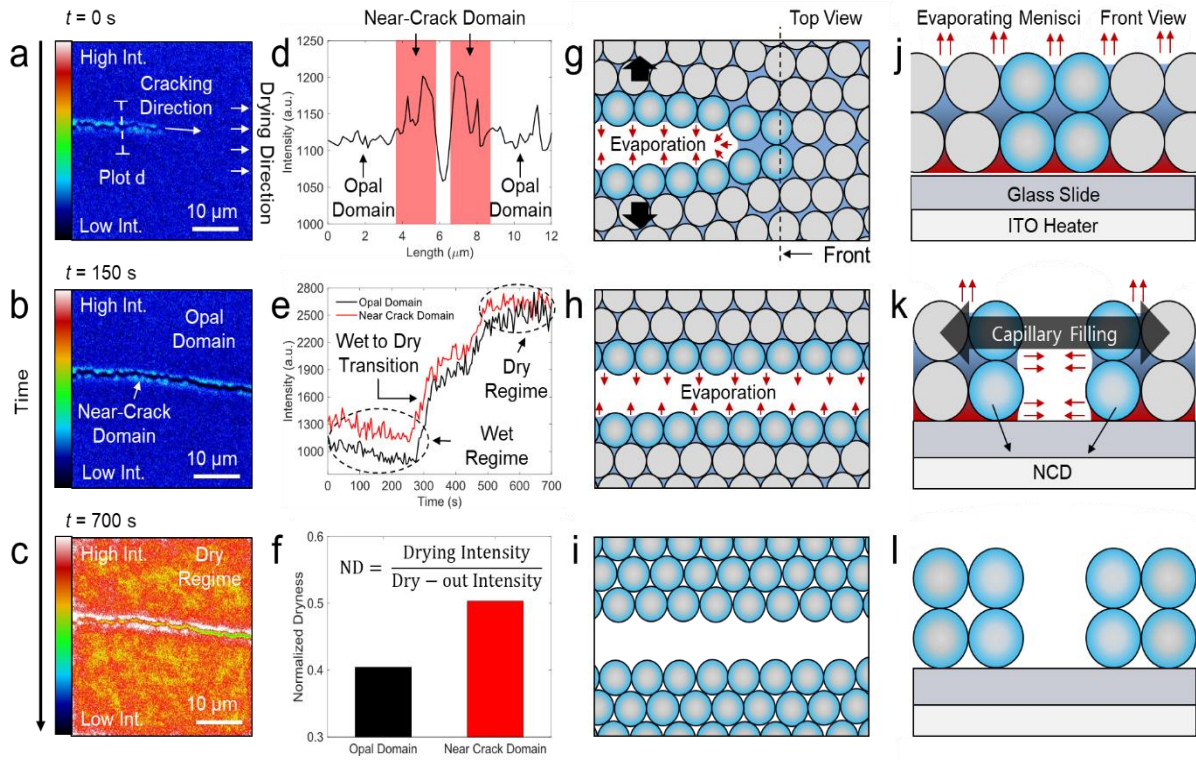 t = 0s
a
High Int.
Cracking
Direction
Plot d
Low Int.
10 µm
Drying Direction
Time
t = 150 s
b
High Int.
Opal
Domain
Near-Crack
Domain
Low Int.
10 µm
t = 700 s
c
High Int.
Dry
Regime
Low Int.
10 µm
Near-Crack Domain
d
1250
1200
1150
1100
1050
1000
Intensity (a.u.)
Opal
Domain
Opal
Domain
0 2 4 6 8 10 12
Length (µm)
e
2800
2500
2200
1900
1600
1300
1000
Intensity (a.u.)
Opal Domain
Near Crack Domain
Wet to Dry
Transition
Dry
Regime
Wet
Regime
0 100 200 300 400 500 600 700
Time (s)
f
0.6
0.5
0.4
0.3
Normalized Dryness
ND = Drying Intensity
Dry − out Intensity
Opal Domain Near Crack Domain
Top View
g
Evaporation
Front
h
Evaporation
i
Evaporating Menisci Front View
j
Glass Slide
ITO Heater
k
Capillary Filling
NCD
l